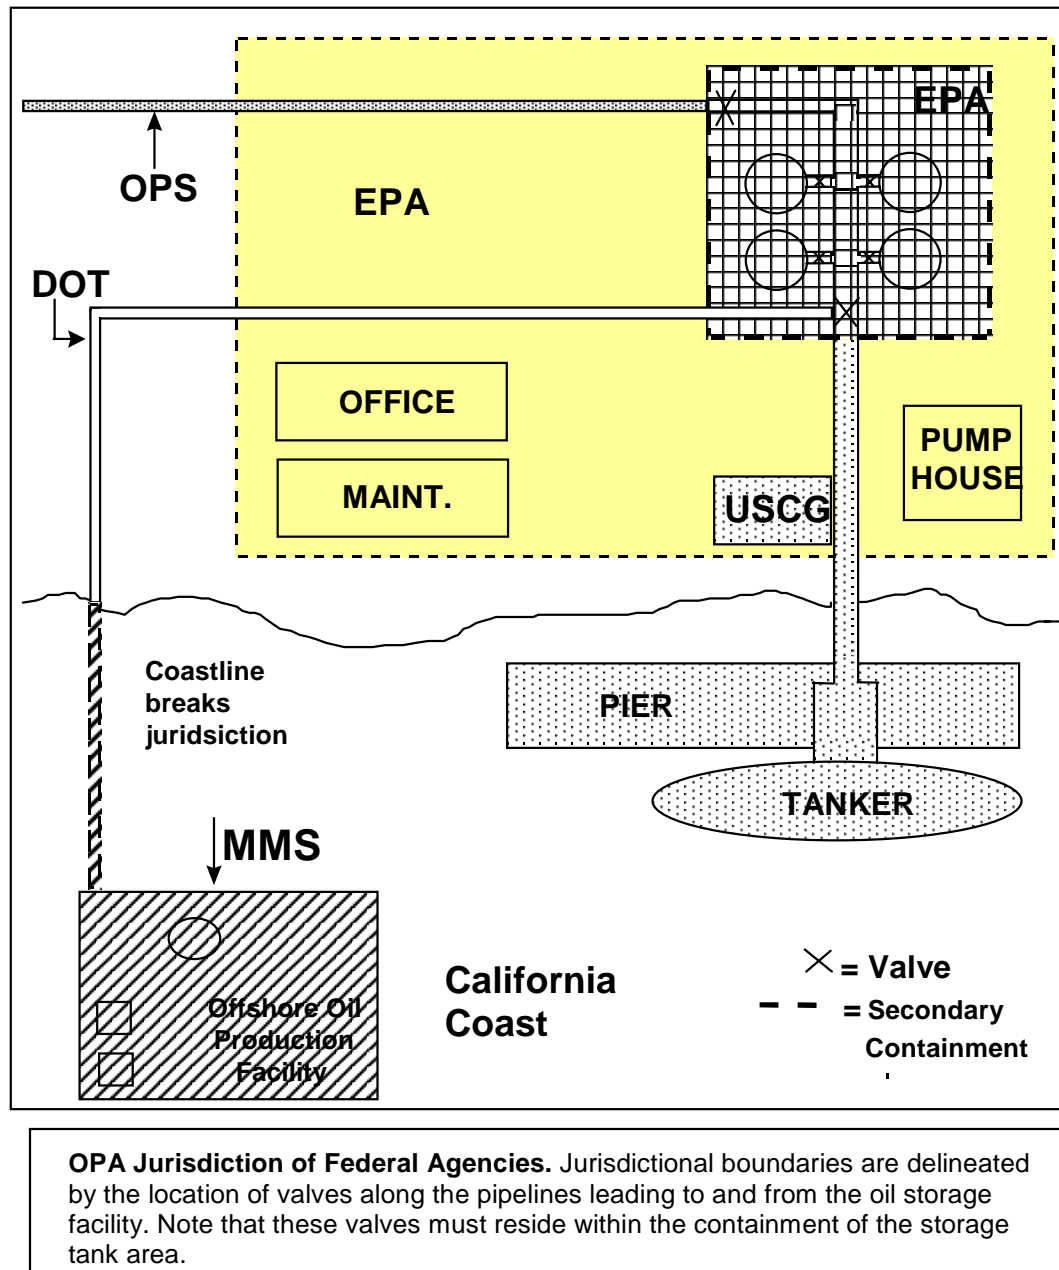 EPA
OPS
EPA
DOT
OFFICE
MAINT.
PUMP
HOUSE
USCG
Coastline
breaks
juridsiction
PIER
TANKER
MMS
Offshore Oil
Production
Facility
California
Coast
= Valve
= Secondary
Containment
OPA Jurisdiction of Federal Agencies. Jurisdictional boundaries are delineated
by the location of valves along the pipelines leading to and from the oil storage
facility. Note that these valves must reside within the containment of the storage
tank area.